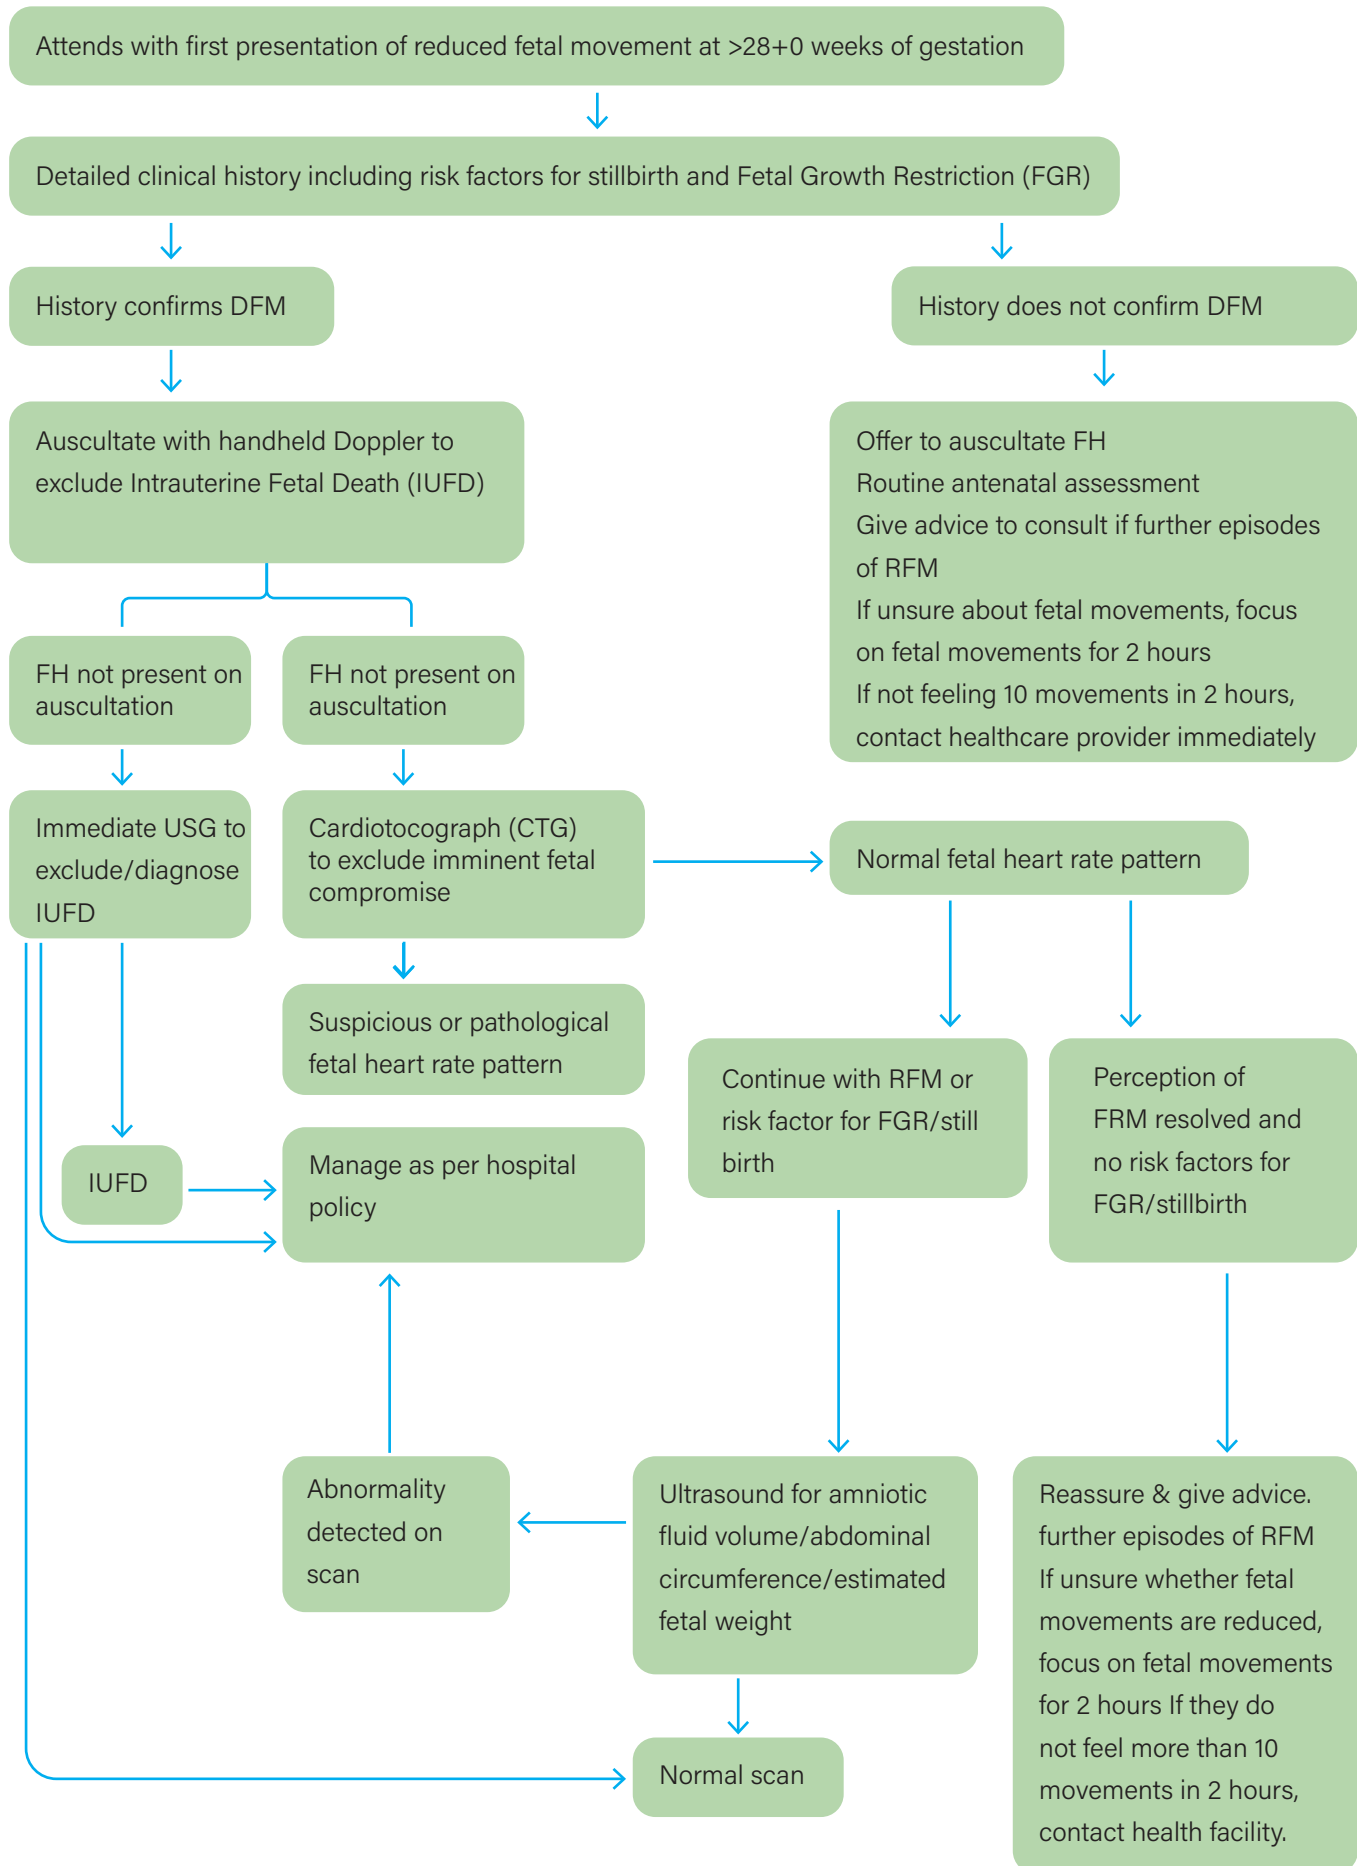 Attends with first presentation of reduced fetal movement at >28+0 weeks of gestation
Detailed clinical history including risk factors for stillbirth and Fetal Growth Restriction (FGR)
History confirms DFM
History does not confirm DFM
Auscultate with handheld Doppler to
exclude Intrauterine Fetal Death (IUFD)
Offer to auscultate FH
Routine antenatal assessment
Give advice to consult if further episodes
of RFM
If unsure about fetal movements, focus
on fetal movements for 2 hours
If not feeling 10 movements in 2 hours,
contact healthcare provider immediately
FH not present on
auscultation
FH not present on
auscultation
Immediate USG to
exclude/diagnose
IUFD
Cardiotocograph (CTG)
to exclude imminent fetal
compromise
Normal fetal heart rate pattern
Suspicious or pathological
fetal heart rate pattern
Continue with RFM or
risk factor for FGR/still
birth
Perception of
FRM resolved and
no risk factors for
FGR/stillbirth
IUFD
Manage as per hospital
policy
Abnormality
detected on
scan
Ultrasound for amniotic
fluid volume/abdominal
circumference/estimated
fetal weight
Reassure & give advice.
further episodes of RFM
If unsure whether fetal
movements are reduced,
focus on fetal movements
for 2 hours If they do
not feel more than 10
movements in 2 hours,
contact health facility.
Normal scan